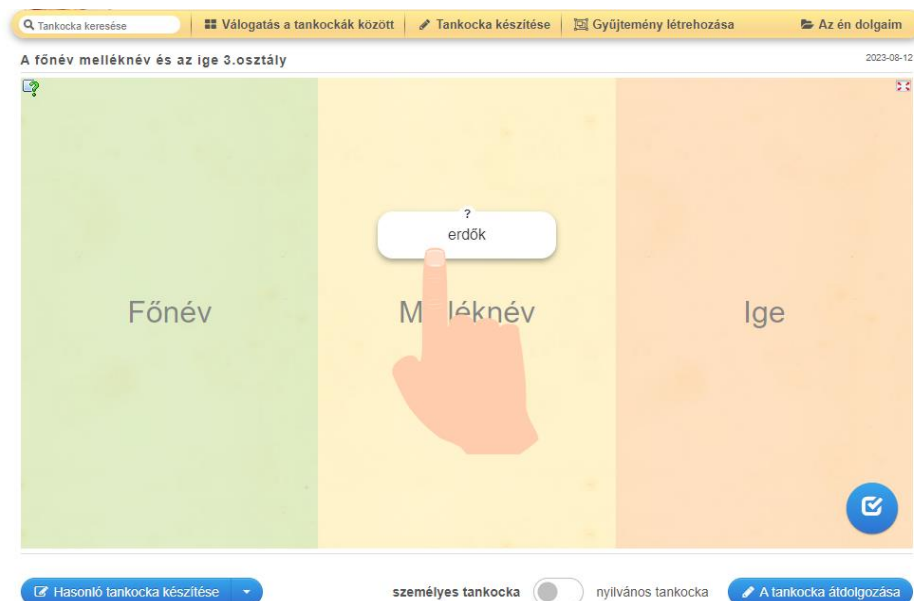 Tankocka keresése
Válogatás a tankockák között
Tankocka készítése
Gyűjtemény létrehozása
Az én dolgaim
A főnév melléknév és az ige 3.osztály
2023-08-12
?
erdők
Főnév
Melléknév
Ige
Hasonló tankocka készítése
személyes tankocka
nyilvános tankocka
A tankocka átdolgozása